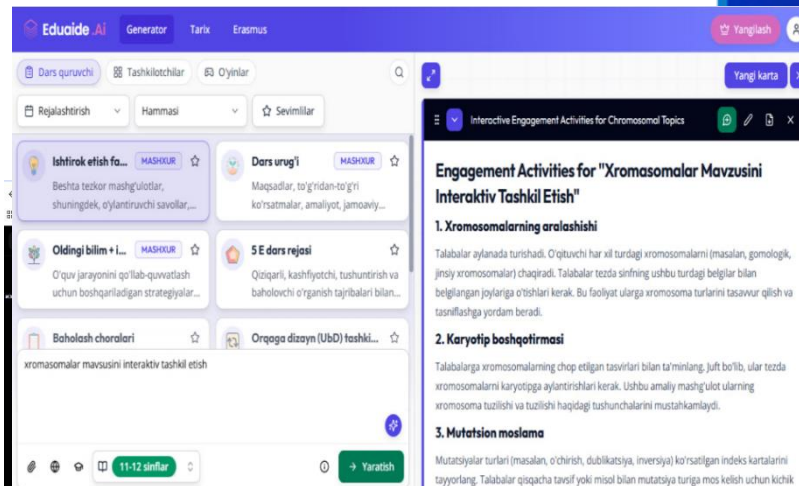 Eduaide .Ai
Generator
Tarix
Erasmus
Yangilash
Dars quruvchi
Tashkilotchilar
O'yinlar
Rejalashtirish
Hammasi
Sevimlilar
Ishtirok etish fa... MASHXUR
Beshta tezkor mashg'ulotlar,
shuningdek, o'ylantiruvchi savollar,...
Dars urug'i MASHXUR
Maqsadlar, to'g'ridan-to'g'ri
ko'rsatmalar, amaliyot, jamoaviy...
Oldingi bilim + i... MASHXUR
O'quv jarayonini qo'llab-quvvatlash
uchun boshqariladigan strategiyalar...
5 E dars rejasi
Qiziqarli, kashfiyotchi, tushuntirish va
baholovchi o'rganish tajribalari bilan...
Baholash choralari
Orqaga dizayn (UbD) tashki...
xromasomalar mavsusini interaktiv tashkil etish
11-12 sinflar
→ Yaratish
Yangi karta
Interactive Engagement Activities for Chromosomal Topics
Engagement Activities for "Xromasomalar Mavzusini
Interaktiv Tashkil Etish"
1. Xromosomalarning aralashishi
Talabalar aylanada turishadi. O'qituvchi har xil turdagi xromosomalarni (masalan, gomologik,
jinsiy xromosomalar) chaqiradi. Talabalar tezda sinfning ushbu turdagi belgilar bilan
belgilangan joylariga o'tishlari kerak. Bu faoliyat ularga xromosoma turlarini tasavvur qilish va
tasniflashga yordam beradi.
2. Karyotip boshqotirmasi
Talabalarga xromosomalarning chop etilgan tasvirlari bilan ta'minlang. Juft bo'lib, ular tezda
xromosomalarni karyotipga aylantirishlari kerak. Ushbu amaliy mashg'ulot ularning
xromosoma tuzilishi va tuzilishi haqidagi tushunchalarini mustahkamlaydi.
3. Mutatsion moslama
Mutatsiyalar turlari (masalan, o'chirish, dublikatsiya, inversiya) ko'rsatilgan indeks kartalarini
tayyorlang. Talabalar qisqacha tavsif yoki misol bilan mutatsiya turiga mos kelish uchun kichik